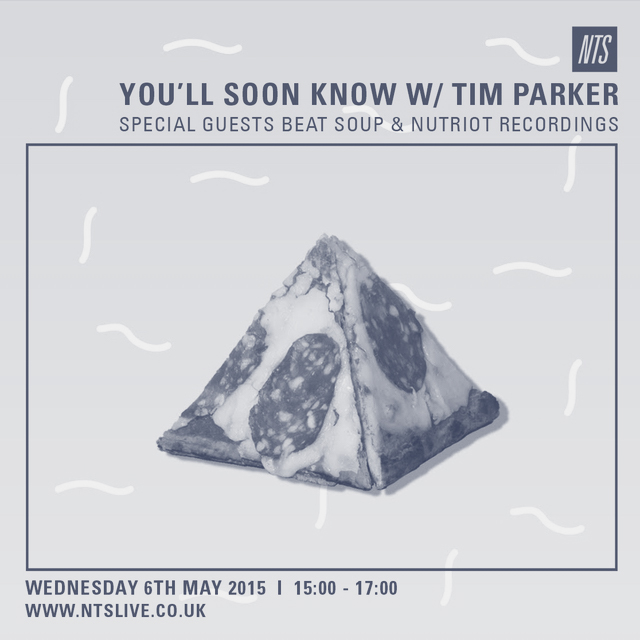 NTS
YOU'LL SOON KNOW W/ TIM PARKER
SPECIAL GUESTS BEAT SOUP & NUTRIOT RECORDINGS
WEDNESDAY 6TH MAY 2015 I 15:00 - 17:00
WWW.NTSLIVE.CO.UK